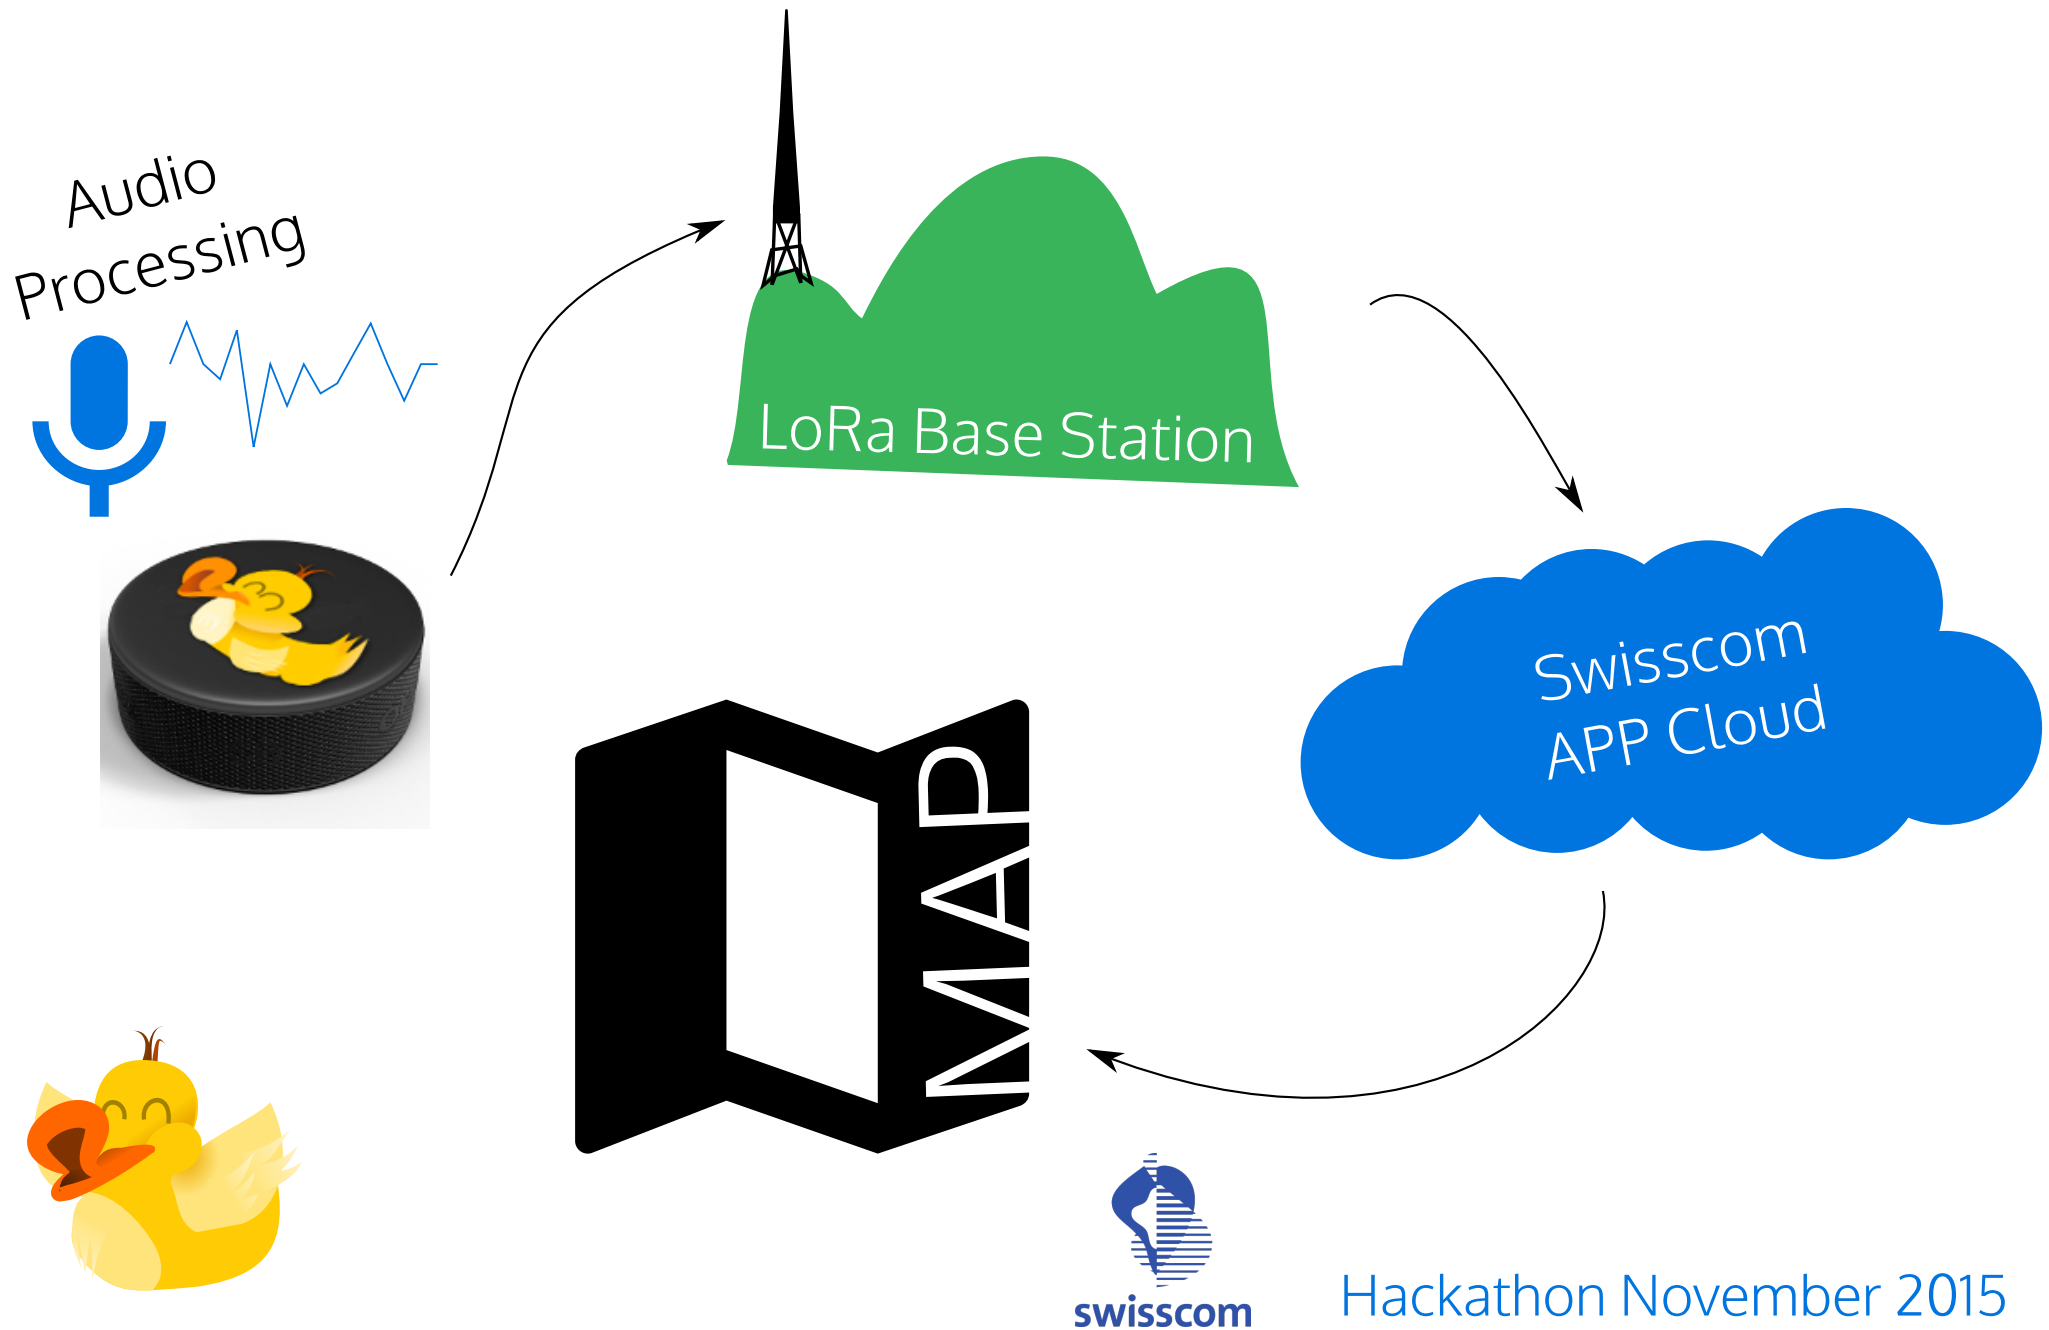 Audio
Processing
LoRa Base Station
Swisscom
APP Cloud
MAP
swisscom
Hackathon November 2015